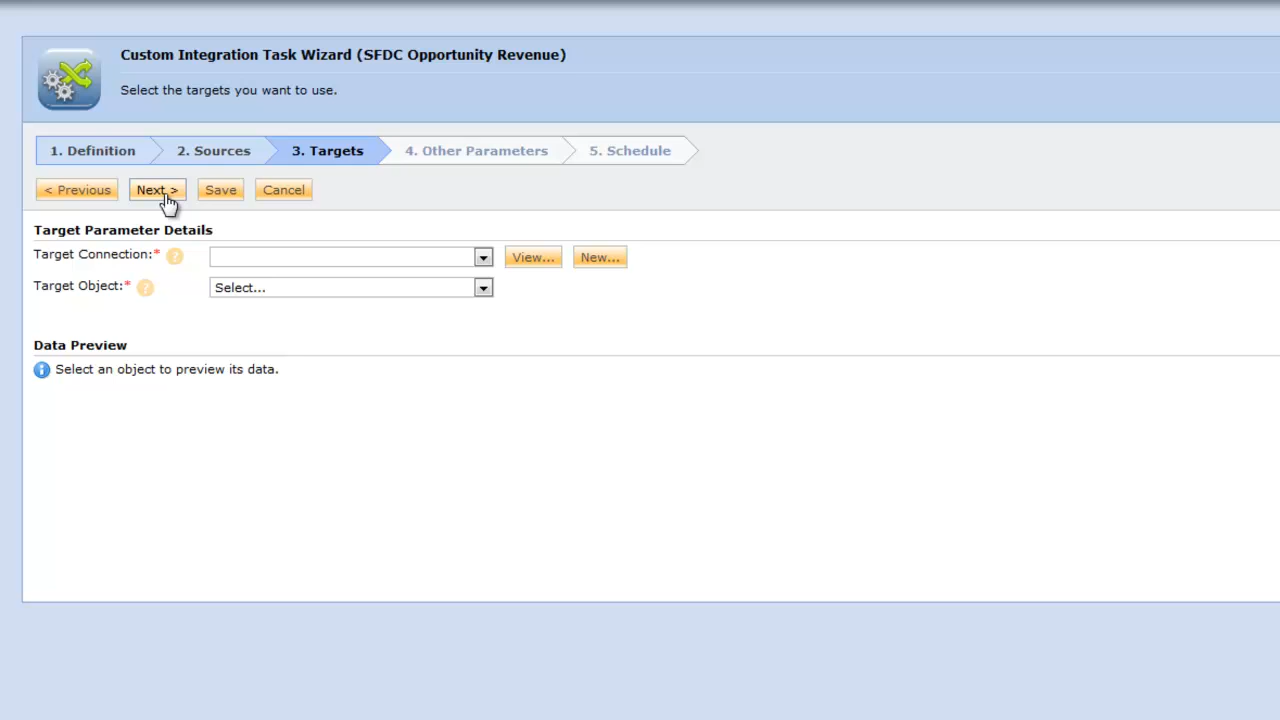 Custom Integration Task Wizard (SFDC Opportunity Revenue)
Select the targets you want to use.
1. Definition 2. Sources 3. Targets 4. Other Parameters 5. Schedule
< Previous Next > Save Cancel
Target Parameter Details
Target Connection:* ? View... New...
Target Object:* ? Select...
Data Preview
Select an object to preview its data.